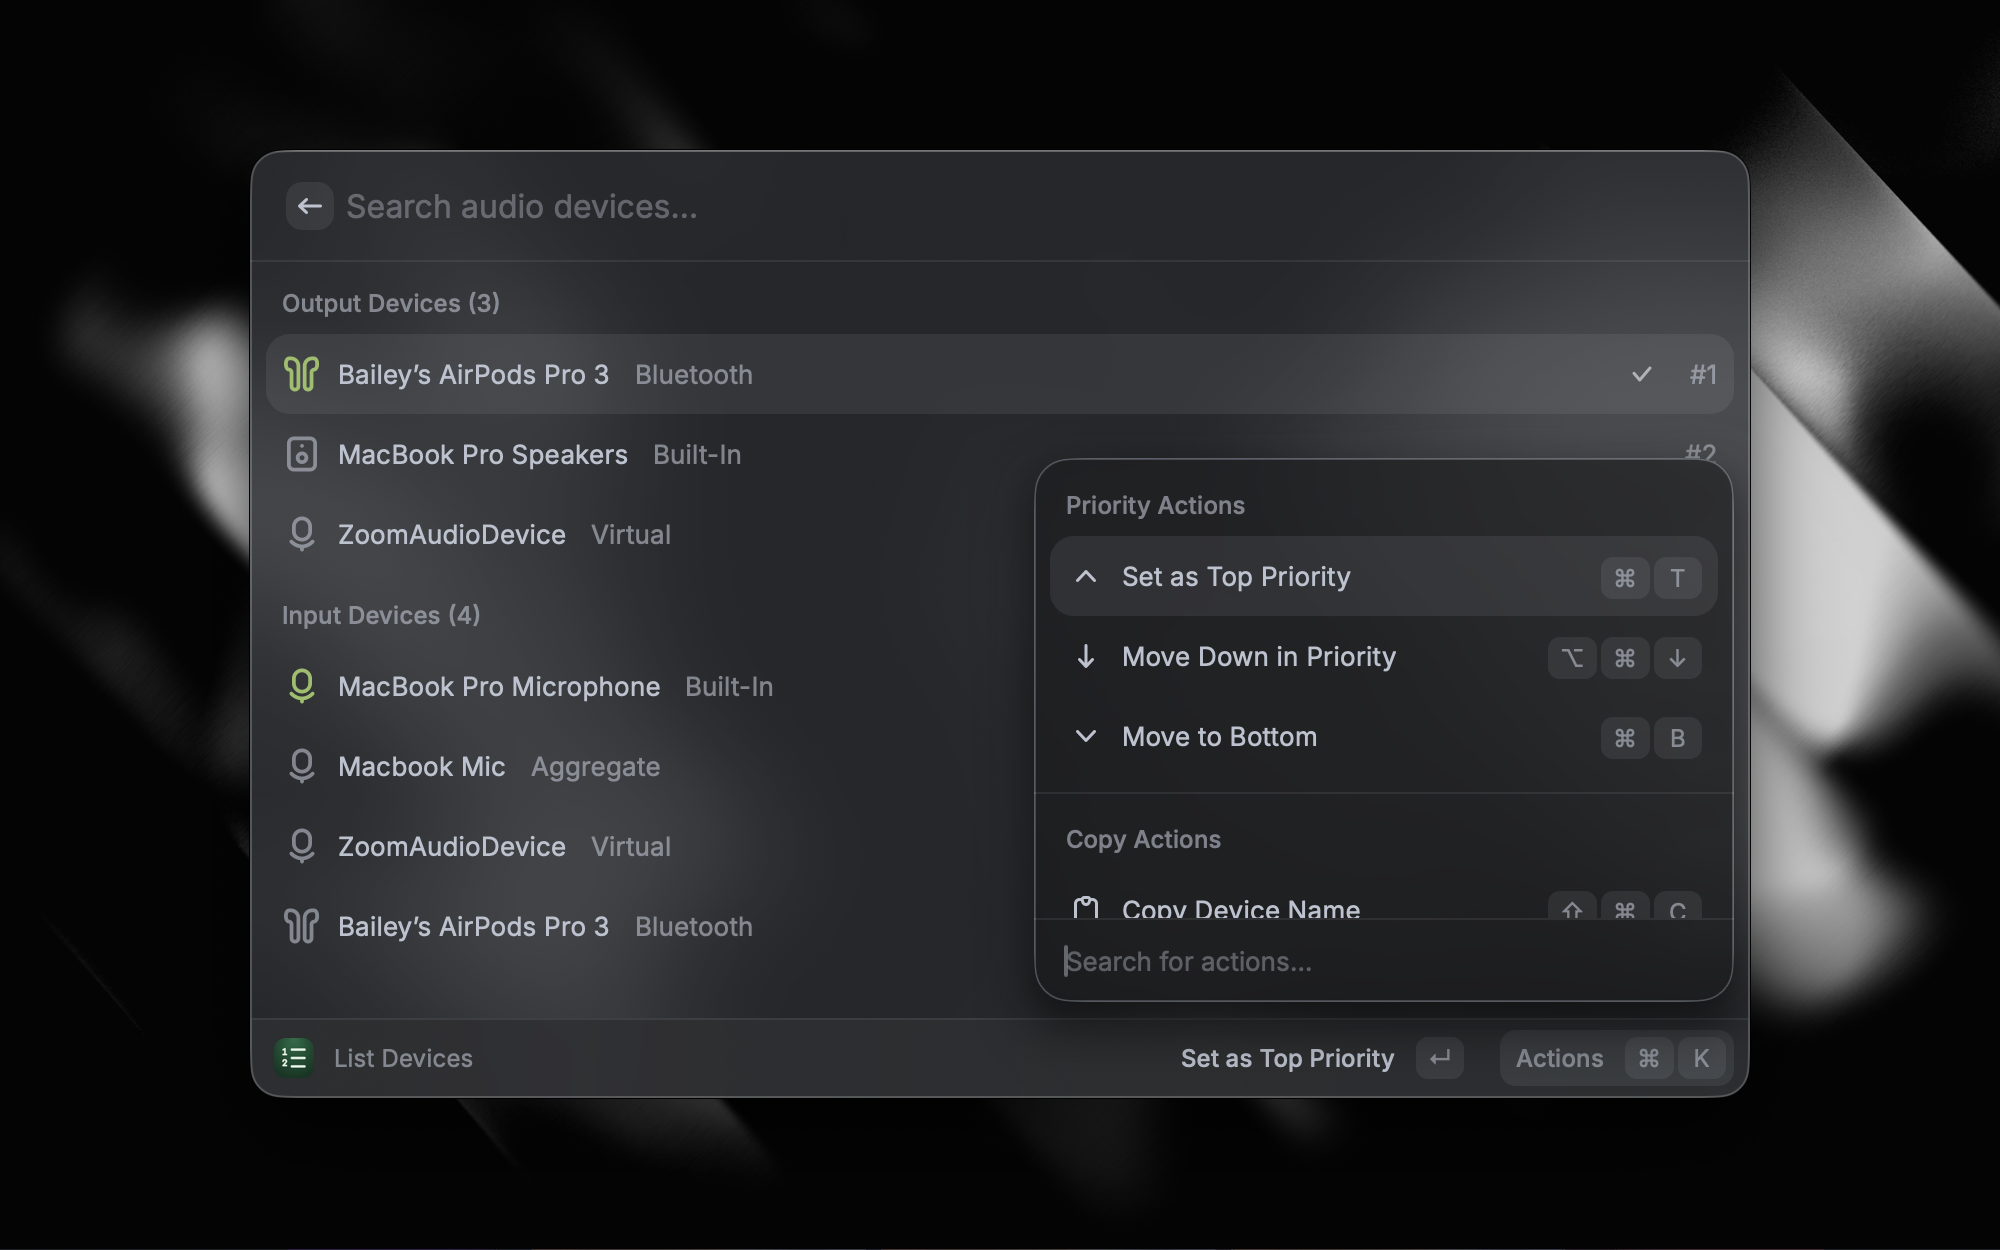 Search audio devices...
Output Devices (3)
Bailey’s AirPods Pro 3 Bluetooth #1
MacBook Pro Speakers Built-In #2
ZoomAudioDevice Virtual
Input Devices (4)
MacBook Pro Microphone Built-In
Macbook Mic Aggregate
ZoomAudioDevice Virtual
Bailey’s AirPods Pro 3 Bluetooth
Priority Actions
Set as Top Priority ⌘ T
Move Down in Priority ⌥ ⌘ ↓
Move to Bottom ⌘ B
Copy Actions
Copy Device Name ⇧ ⌘ C
Search for actions...
List Devices
Set as Top Priority ↵
Actions ⌘ K